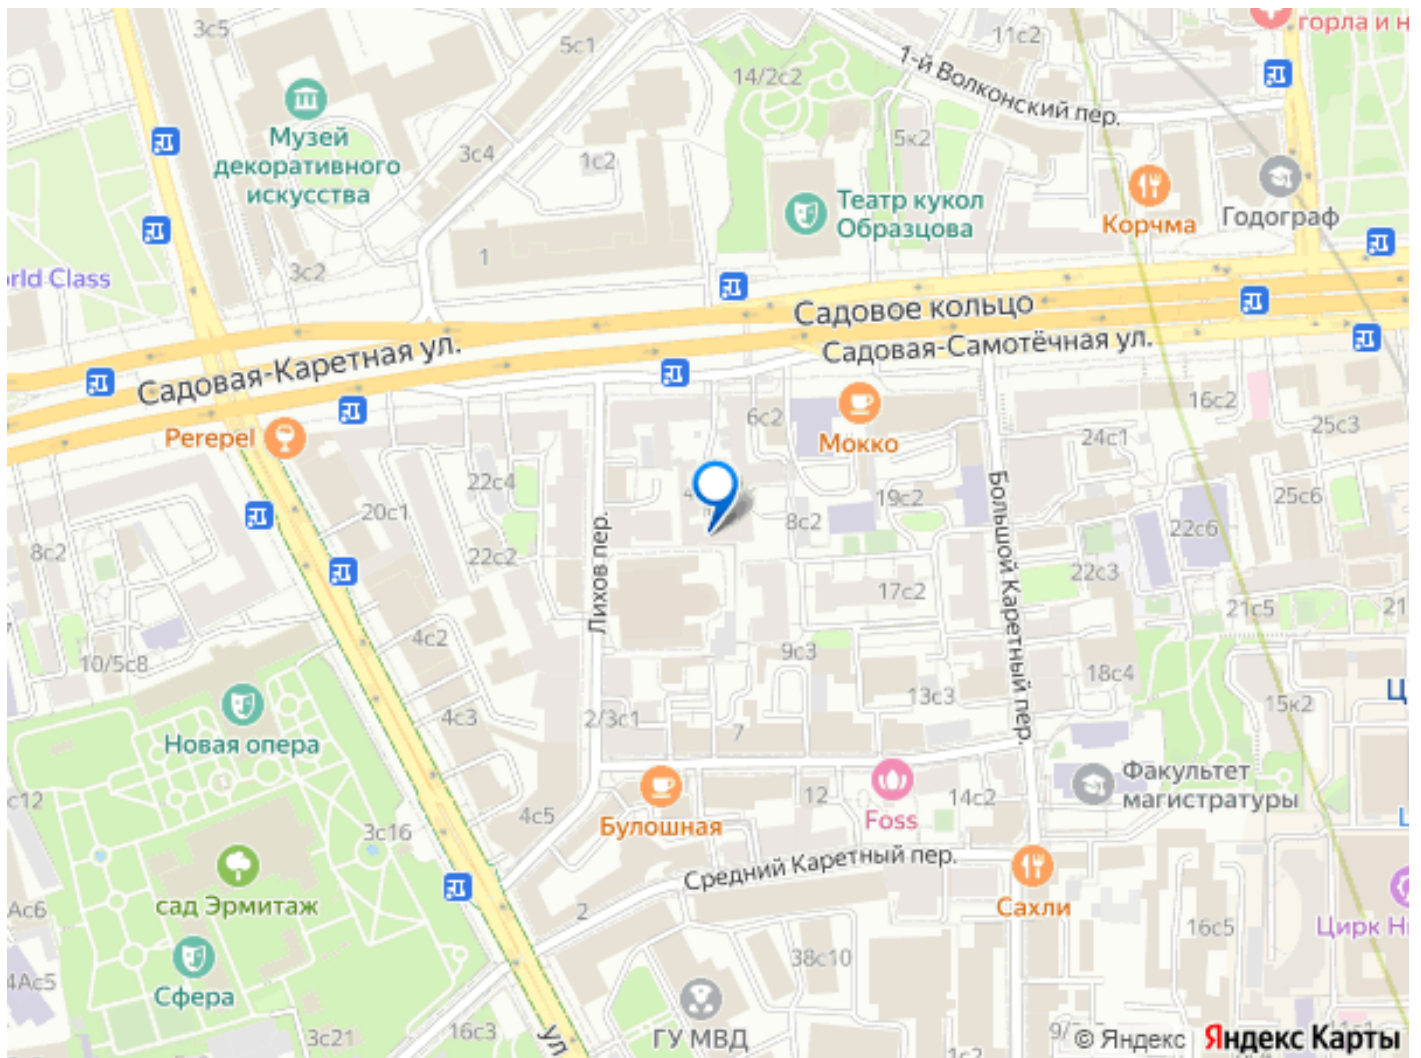 3с5
5с1
11с2
горла и н
1-й Волконский пер.
14/2с2
Музей
декоративного
искусства
3с4
1с2
5к2
Театр кукол
Образцова
Корчма
Годограф
orld Class
3с2
1
Садовое кольцо
Садовая-Самотёчная ул.
Садовая-Каретная ул.
Perepel
6с2
Мокко
16с2
24с1
25с3
22с4
20с1
19с2
8с2
25с6
22с6
8с2
22с2
Лихов пер.
Большой Каретный пер.
22с3
17с2
21с5
21
4с2
10/5с8
9с3
18с4
13с3
Ц
15к2
4с3
2/3с1
7
Новая опера
Факультет
магистратуры
с12
12
14с2
Foss
Булошная
4с5
3с16
Средний Каретный пер.
сад Эрмитаж
Ас6
2
Сахли
16с5
Цирк Ни
38с10
4Ас5
Сфера
3с21
16с3
ул
ГУ МВД
1с2
© Яндекс
Яндекс Карты